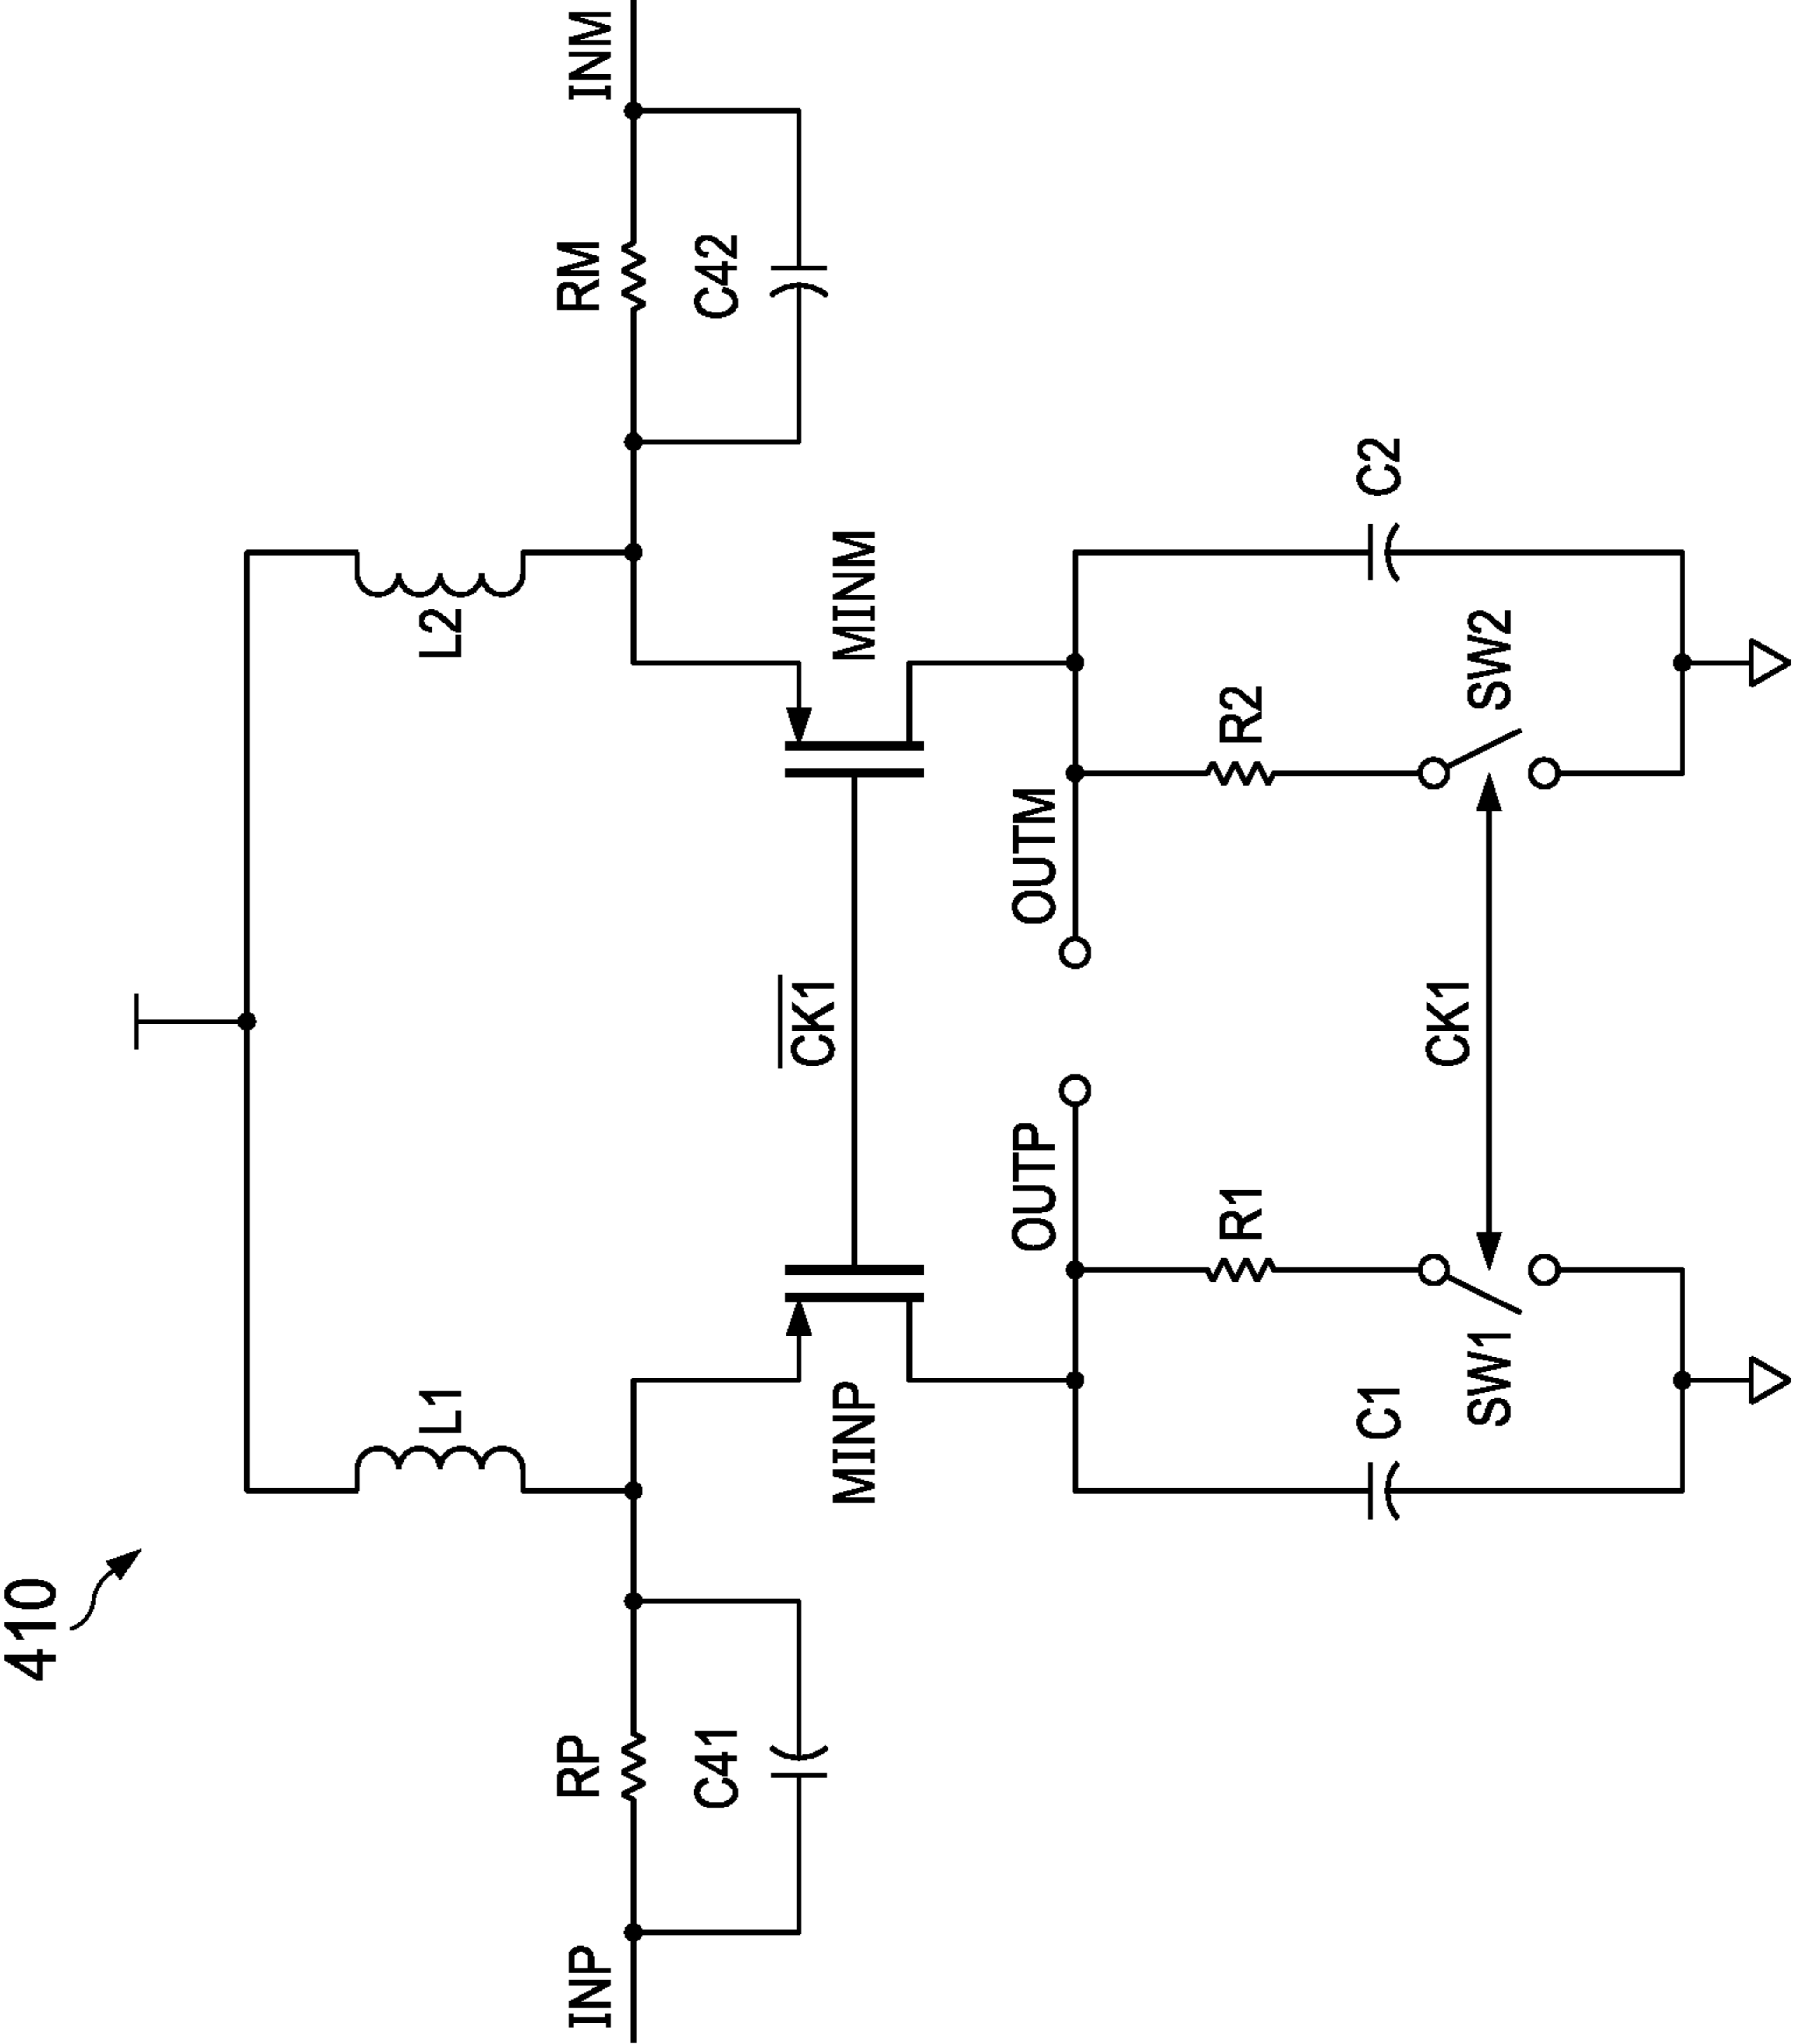 410
L1
L2
INP
RP
C41
RM
C42
INM
MINP
C̅K̅1̅
MINM
OUTP
OUTM
C1
R1
R2
C2
SW1
CK1
SW2